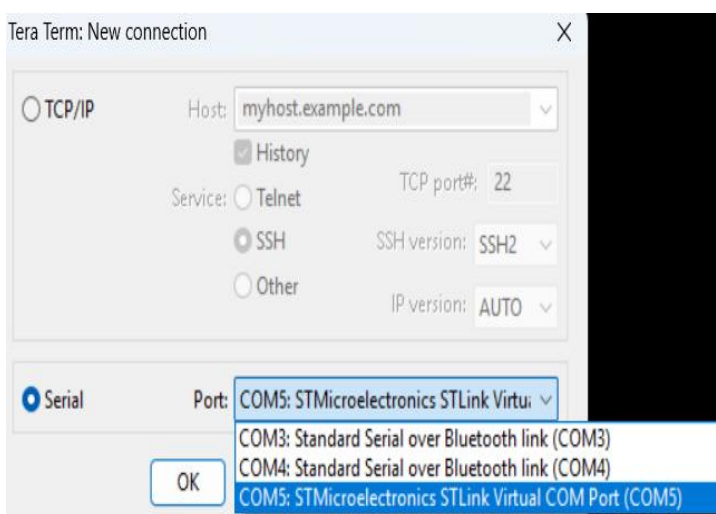 Tera Term: New connection
TCP/IP Host: myhost.example.com
History
Service: Telnet TCP port#: 22
SSH SSH version: SSH2
Other IP version: AUTO
Serial Port: COM5: STMicroelectronics STLink Virtu
COM3: Standard Serial over Bluetooth link (COM3)
COM4: Standard Serial over Bluetooth link (COM4)
OK COM5: STMicroelectronics STLink Virtual COM Port (COM5)